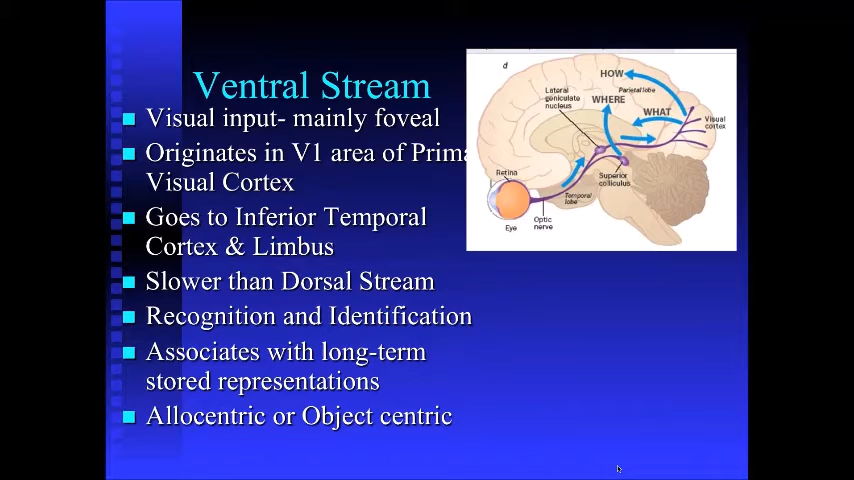 Ventral Stream
Visual input- mainly foveal
Originates in V1 area of Prima
Visual Cortex
Goes to Inferior Temporal
Cortex & Limbus
Slower than Dorsal Stream
Recognition and Identification
Associates with long-term
stored representations
Allocentric or Object centric
d
HOW
Parietal lobe
Lateral
geniculate
nucleus
WHERE
WHAT
Visual
cortex
Retina
Superior
colliculus
Temporal
lobe
Optic
nerve
Eye